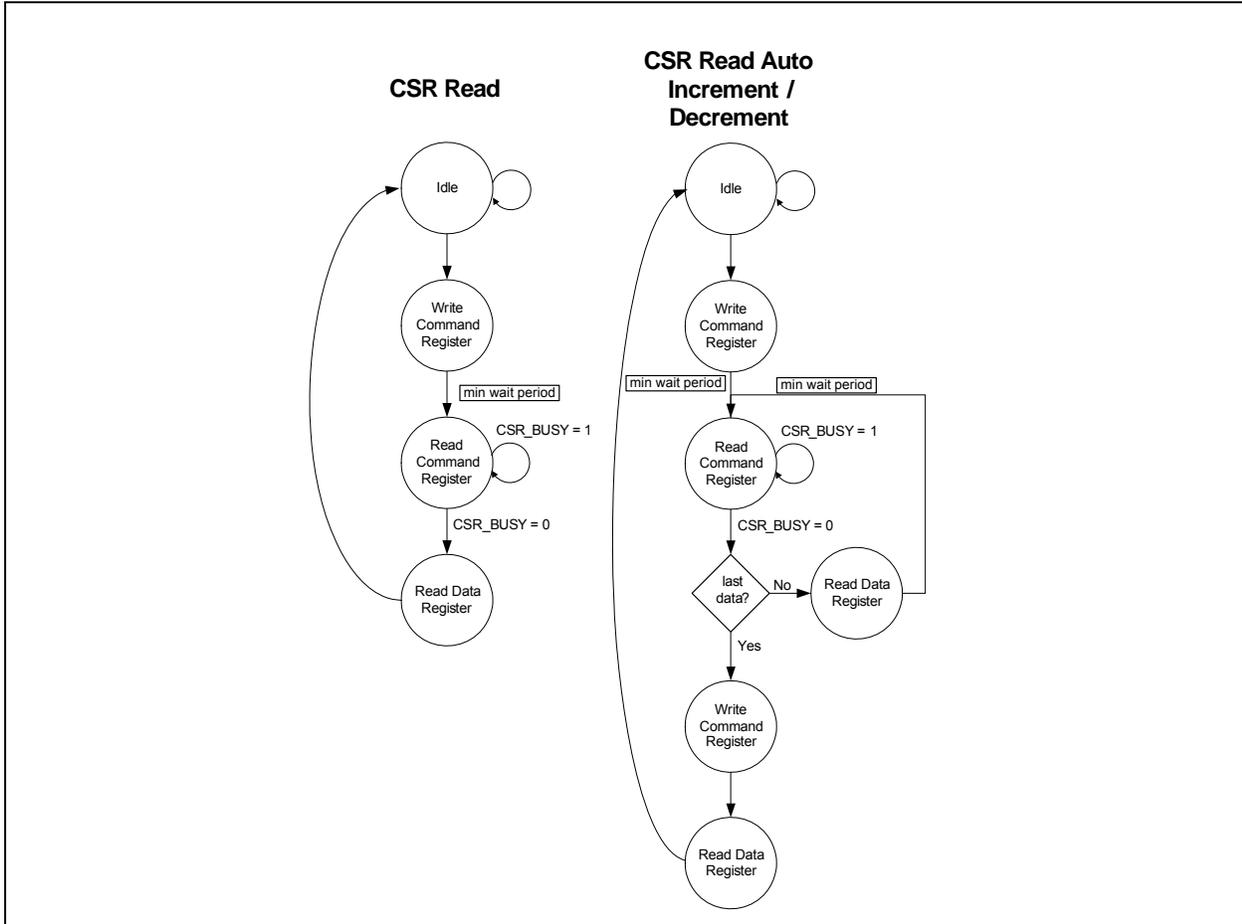 CSR Read
Idle
Write
Command
Register
min wait period
Read
Command
Register
CSR_BUSY = 1
CSR_BUSY = 0
Read Data
Register
CSR Read Auto
Increment /
Decrement
Idle
Write
Command
Register
min wait period
min wait period
Read
Command
Register
CSR_BUSY = 1
CSR_BUSY = 0
last
data?
No
Read Data
Register
Yes
Write
Command
Register
Read Data
Register